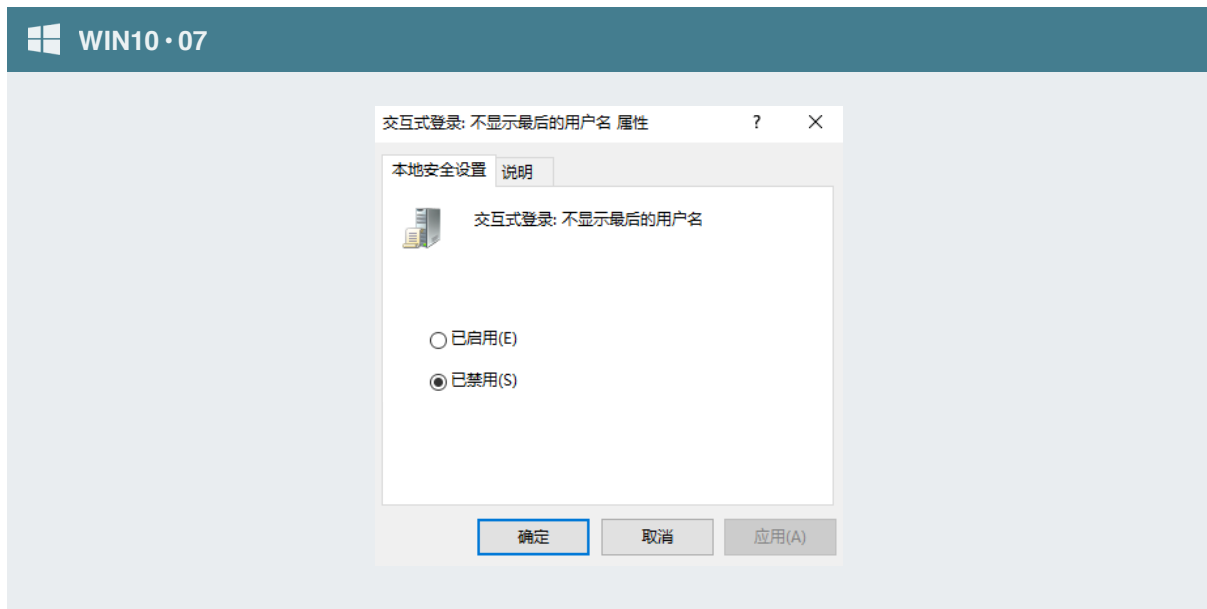 WIN10·07
交互式登录: 不显示最后的用户名 属性
本地安全设置 说明
交互式登录: 不显示最后的用户名
已启用(E)
已禁用(S)
确定 取消 应用(A)